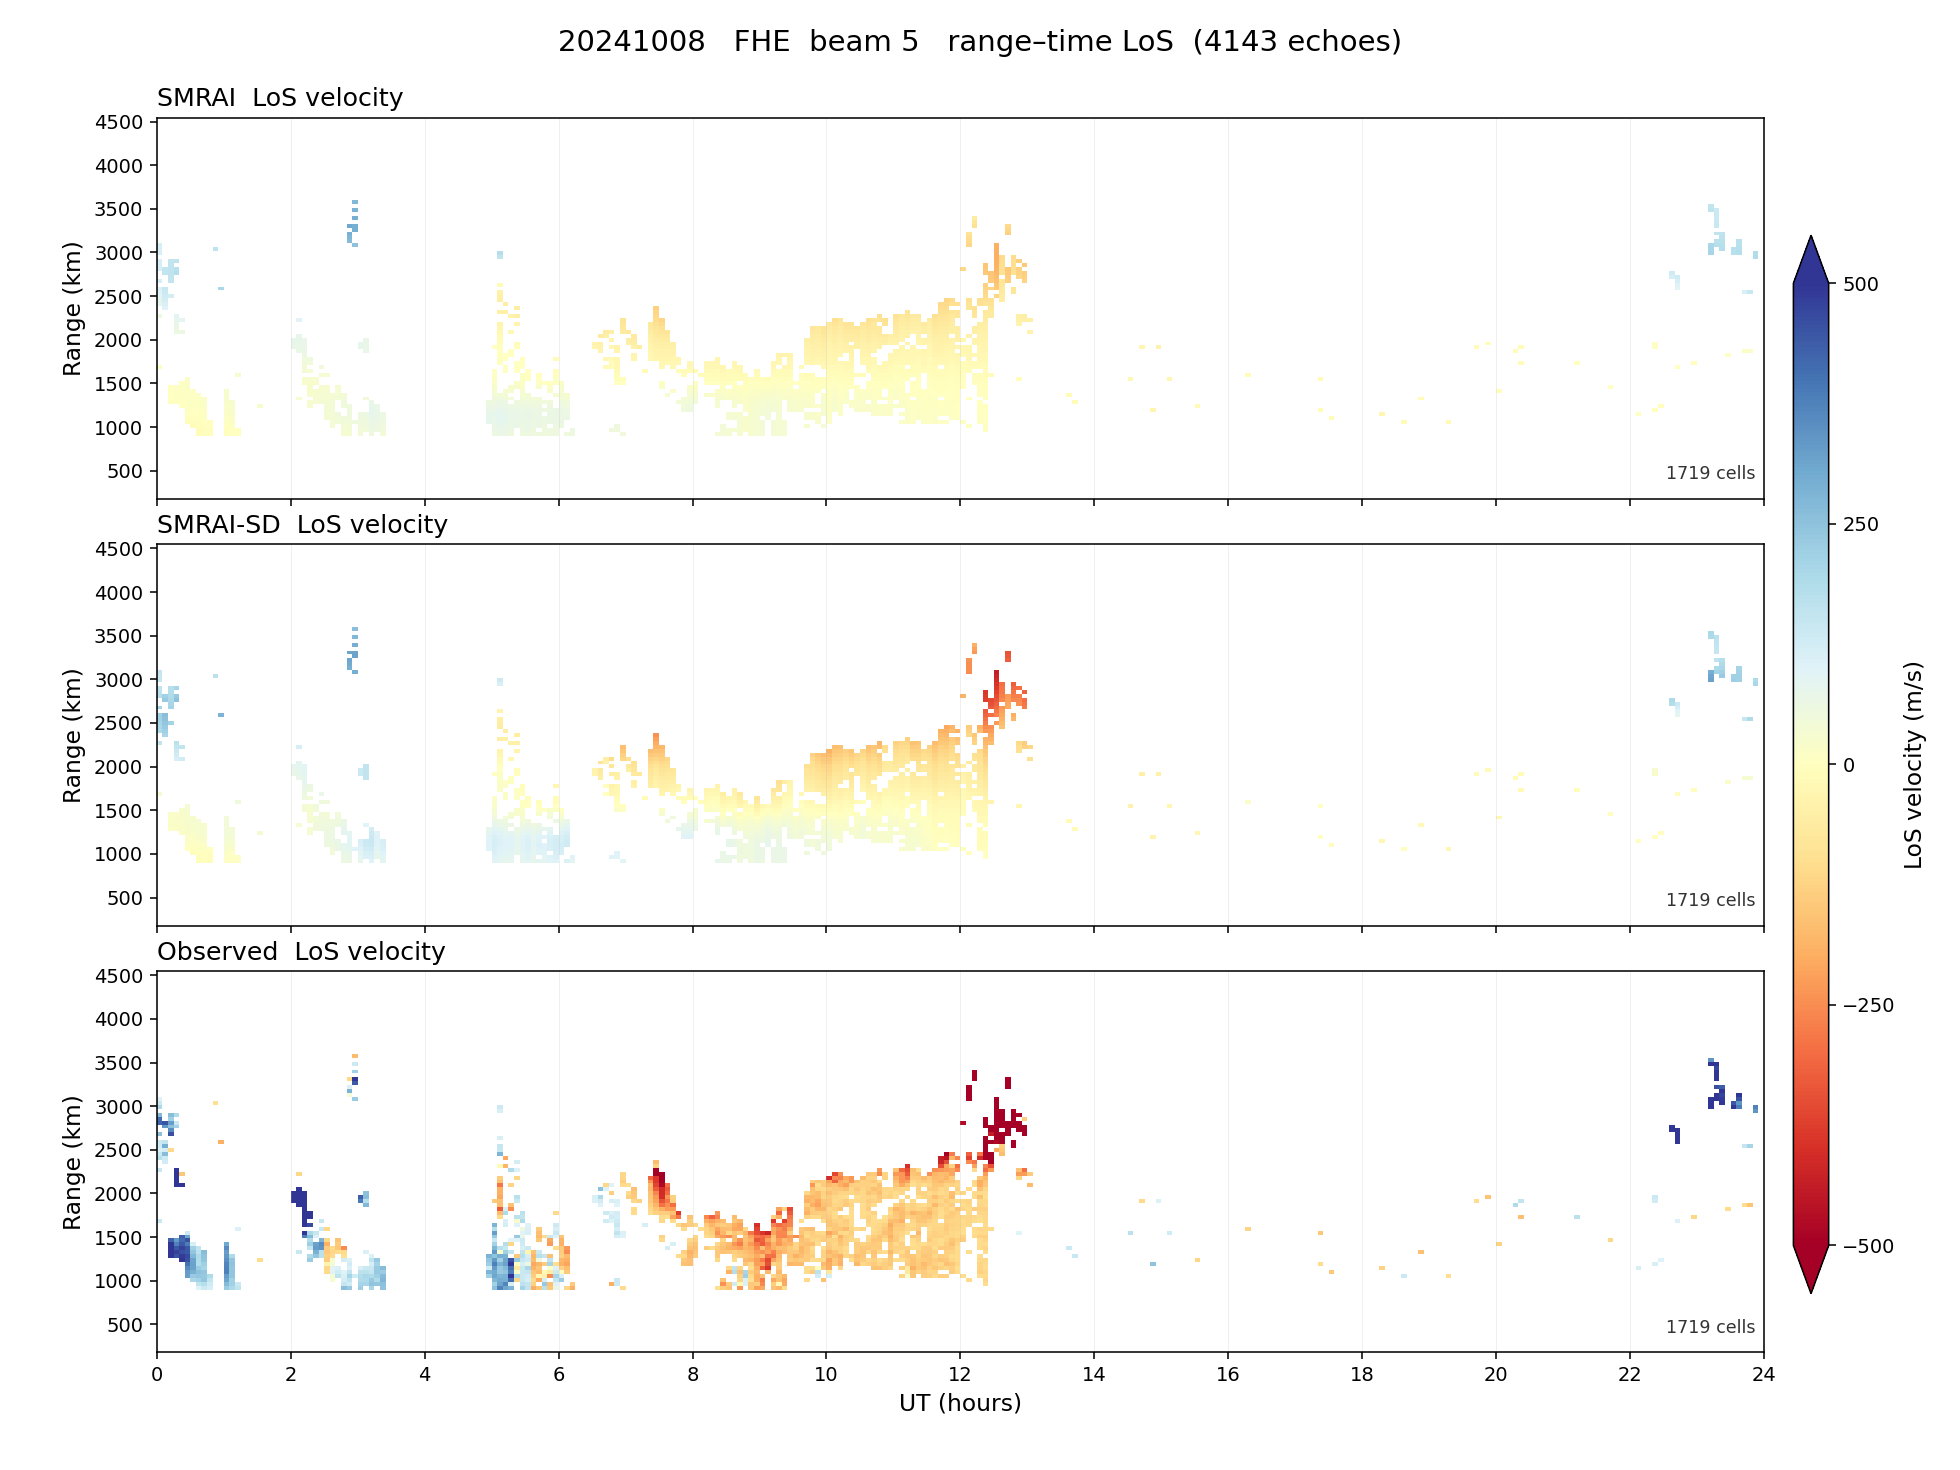 20241008   FHE  beam 5   range–time LoS  (4143 echoes)
SMRAI  LoS velocity
4500
4000
3500
3000
2500
2000
1500
1000
500
Range (km)
1719 cells
SMRAI-SD  LoS velocity
4500
4000
3500
3000
2500
2000
1500
1000
500
Range (km)
1719 cells
Observed  LoS velocity
4500
4000
3500
3000
2500
2000
1500
1000
500
Range (km)
1719 cells
0 2 4 6 8 10 12 14 16 18 20 22 24
UT (hours)
500
250
0
−250
−500
LoS velocity (m/s)